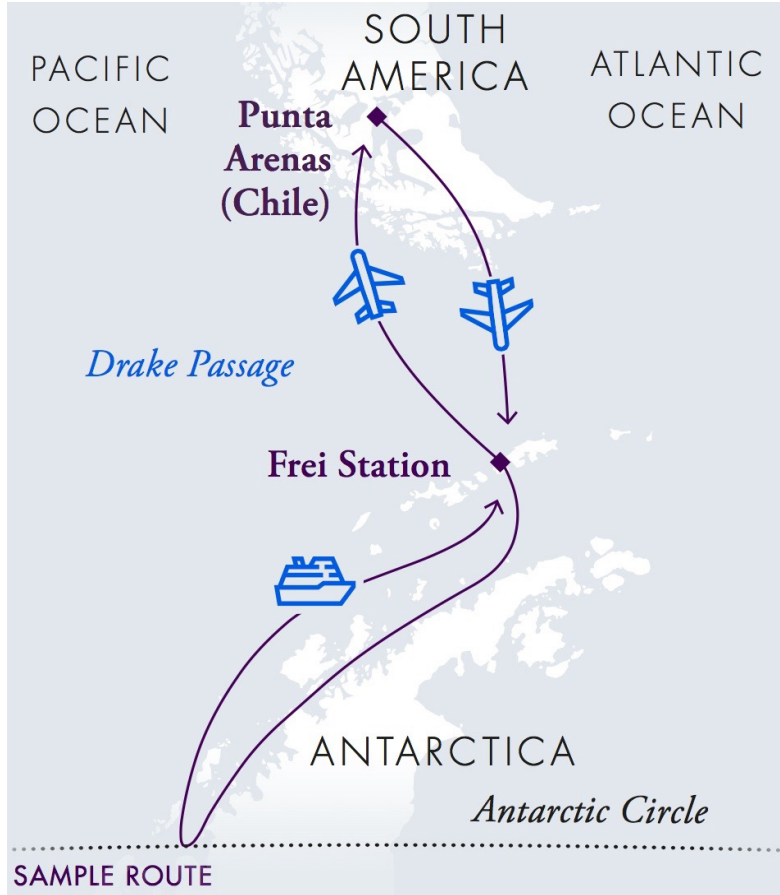 SOUTH
AMERICA
PACIFIC
OCEAN
ATLANTIC
OCEAN
Punta
Arenas
(Chile)
Drake Passage
Frei Station
ANTARCTICA
Antarctic Circle
SAMPLE ROUTE